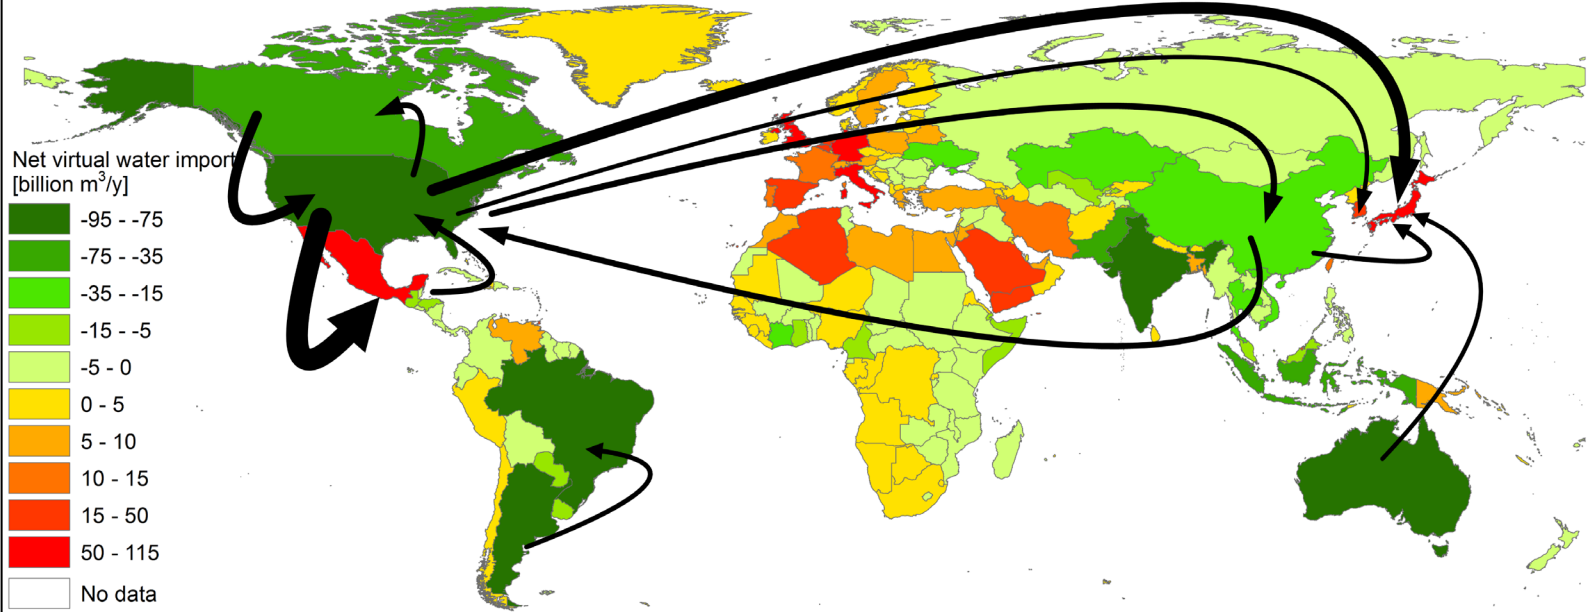 Net virtual water import
[billion m³/y]
-95 - -75
-75 - -35
-35 - -15
-15 - -5
-5 - 0
0 - 5
5 - 10
10 - 15
15 - 50
50 - 115
No data